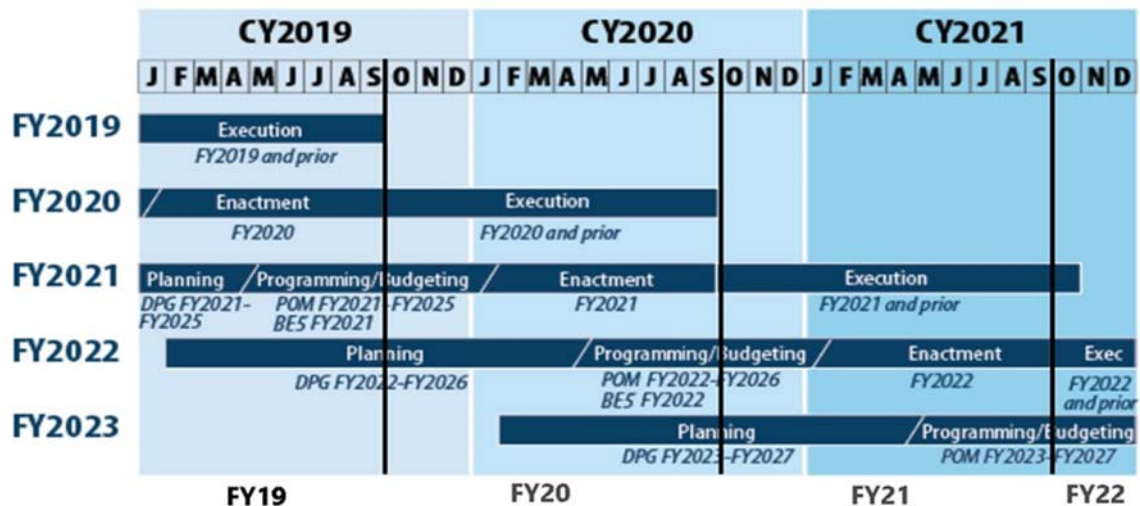 CY2019 CY2020 CY2021
J F M A M J J A S O N D J F M A M J J A S O N D J F M A M J J A S O N D
FY2019 Execution
FY2019 and prior
FY2020 Enactment Execution
FY2020 FY2020 and prior
FY2021 Planning Programming/Budgeting Enactment Execution
DPG FY2021- POM FY2021-FY2025 FY2021 FY2021 and prior
FY2025 BES FY2021
FY2022 Planning Programming/Budgeting Enactment Exec
DPG FY2022-FY2026 POM FY2022-FY2026 FY2022 FY2022
BES FY2022 and prior
FY2023 Planning Programming/Budgeting
DPG FY2023-FY2027 POM FY2023-FY2027
FY19 FY20 FY21 FY22